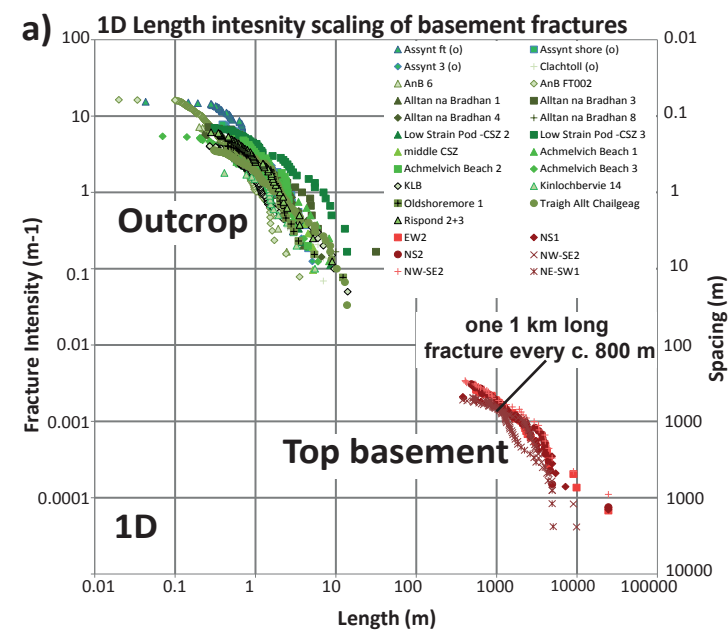 a) 1D Length intesnity scaling of basement fractures
100
10
1
0.1
0.01
0.001
0.0001
Fracture Intensity (m-1)
0.01
0.1
1
10
100
1000
1000
10000
Spacing (m)
Assynt ft (o)
Assynt shore (o)
Assynt 3 (o)
Clachtoll (o)
AnB 6
AnB FT002
Alltan na Bradhan 1
Alltan na Bradhan 3
Alltan na Bradhan 4
Alltan na Bradhan 8
Low Strain Pod -CSZ 2
Low Strain Pod -CSZ 3
middle CSZ
Achmelvich Beach 1
Achmelvich Beach 2
Achmelvich Beach 3
KLB
Kinlochbervie 14
Oldshoremore 1
Traigh Allt Chailgeag
Rispond 2+3
EW2
NS1
NS2
NW-SE2
NW-SE2
NE-SW1
Outcrop
one 1 km long
fracture every c. 800 m
Top basement
1D
0.01
0.1
1
10
100
1000
10000
100000
Length (m)